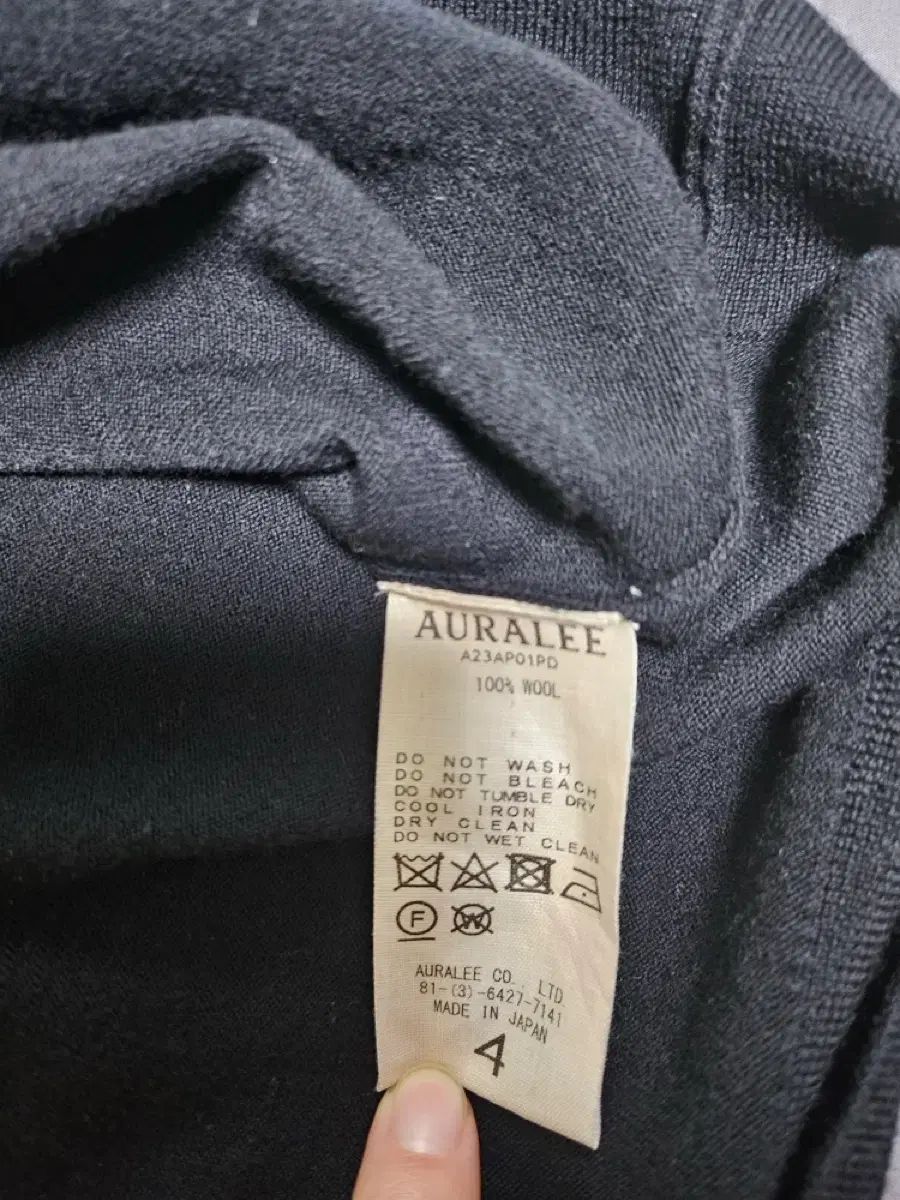 AURALEE
A23AP01PD
100% WOOL
DO NOT WASH
DO NOT BLEACH
DO NOT TUMBLE DRY
COOL IRON
DRY CLEAN
DO NOT WET CLEAN
F W
AURALEE CO., LTD.
81-(3)-6427-7141
MADE IN JAPAN
4